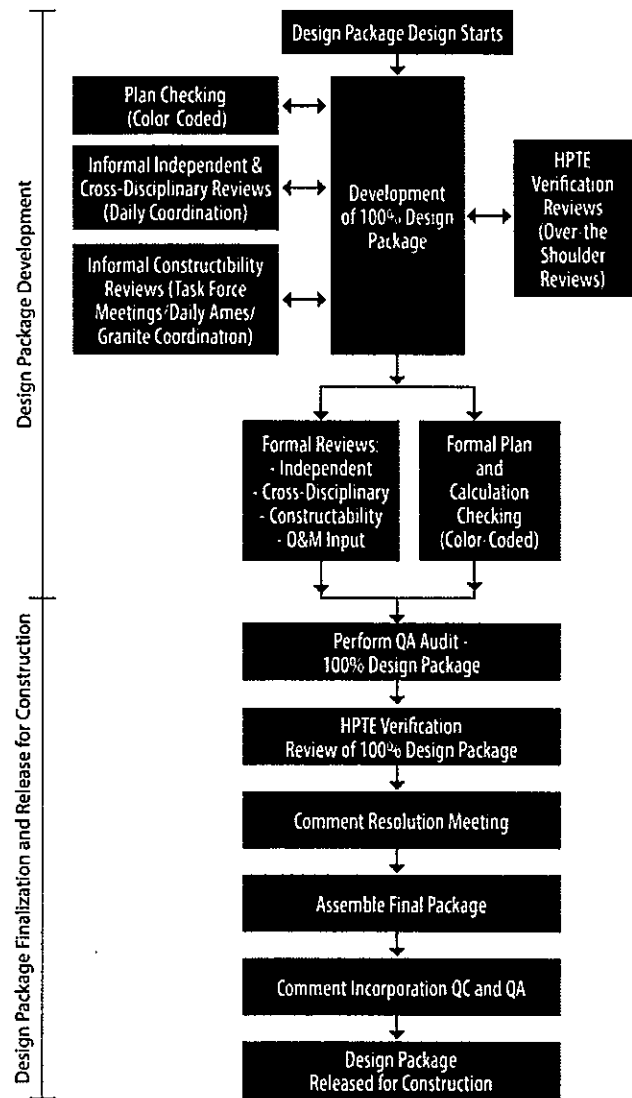 Design Package Design Starts
Plan Checking
(Color-Coded)
Informal Independent &
Cross-Disciplinary Reviews
(Daily Coordination)
Informal Constructibility
Reviews (Task Force
Meetings/Daily Ames/
Granite Coordination)
Development
of 100% Design
Package
HPTE
Verification
Reviews
(Over-the
Shoulder
Reviews)
Formal Reviews:
- Independent
- Cross-Disciplinary
- Constructability
- O&M Input
Formal Plan
and
Calculation
Checking
(Color-Coded)
Perform QA Audit -
100% Design Package
HPTE Verification
Review of 100% Design Package
Comment Resolution Meeting
Assemble Final Package
Comment Incorporation QC and QA
Design Package
Released for Construction
Design Package Development
Design Package Finalization and Release for Construction